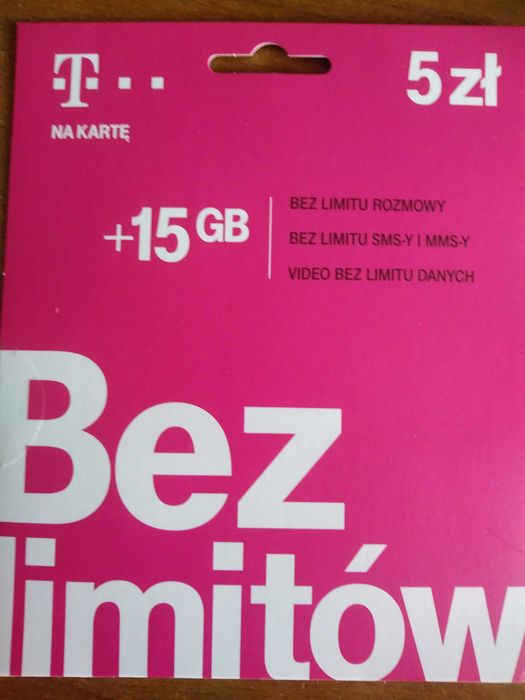 T
5 zł
NA KARTĘ
+15 GB
BEZ LIMITU ROZMOWY
BEZ LIMITU SMS-Y I MMS-Y
VIDEO BEZ LIMITU DANYCH
Bez
limitów